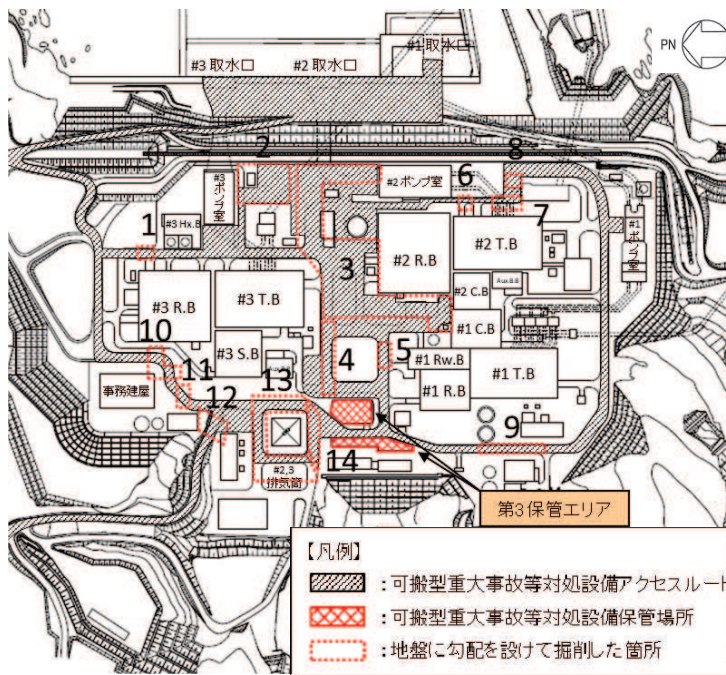 #1取水口
PN
#3取水口
#2取水口
2
8
#3
ポンプ室
#2 ポンプ室
6
1
#3 Hx.B
7
#1
ポンプ室
3
#2 R.B
#2 T.B
#3 R.B
#3 T.B
#2 C.B
Aux.B.B
10
#3 S.B
4
5
#1 C.B
#1 Rw.B
#1 T.B
11
事務建屋
12
13
#1 R.B
9
14
#2,3
排気筒
第3保管エリア
【凡例】
:可搬型重大事故等対処設備アクセスルート
:可搬型重大事故等対処設備保管場所
:地盤に勾配を設けて掘削した箇所